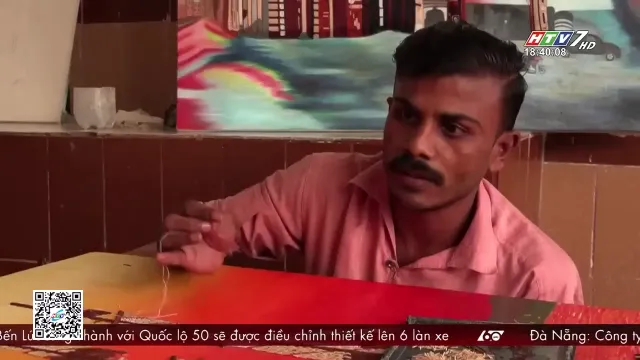 HTV7 HD
18:40:08
Bến Lức thành với Quốc lộ 50 sẽ được điều chỉnh thiết kế lên 6 làn xe 60 Đà Nẵng: Công